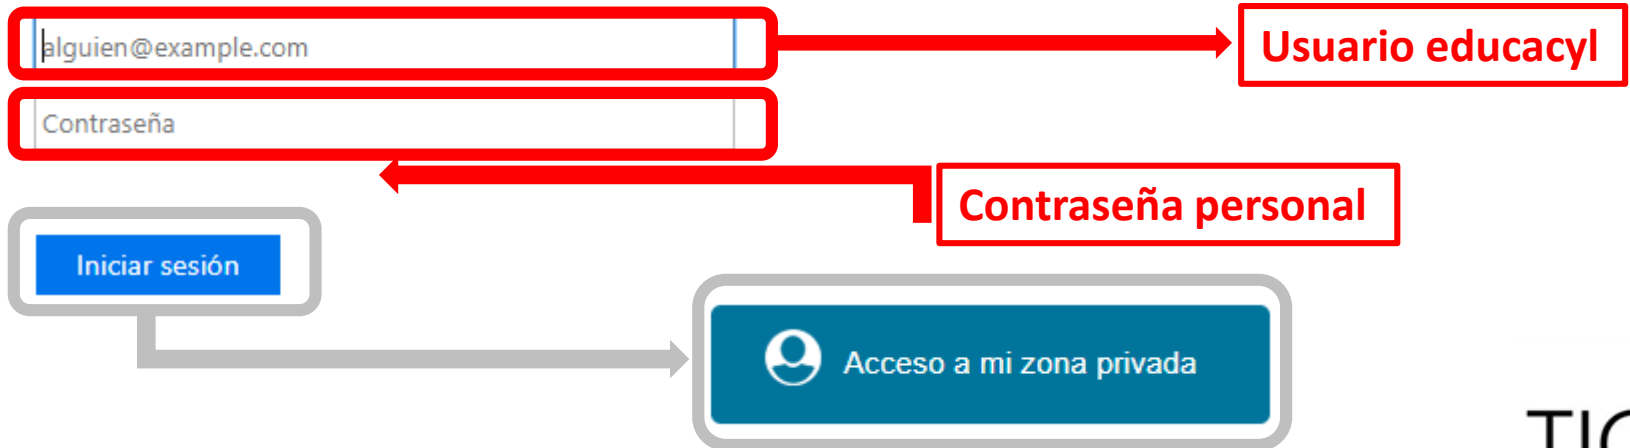 alguien@example.com
Usuario educacyl
Contraseña
Contraseña personal
Iniciar sesión
Acceso a mi zona privada